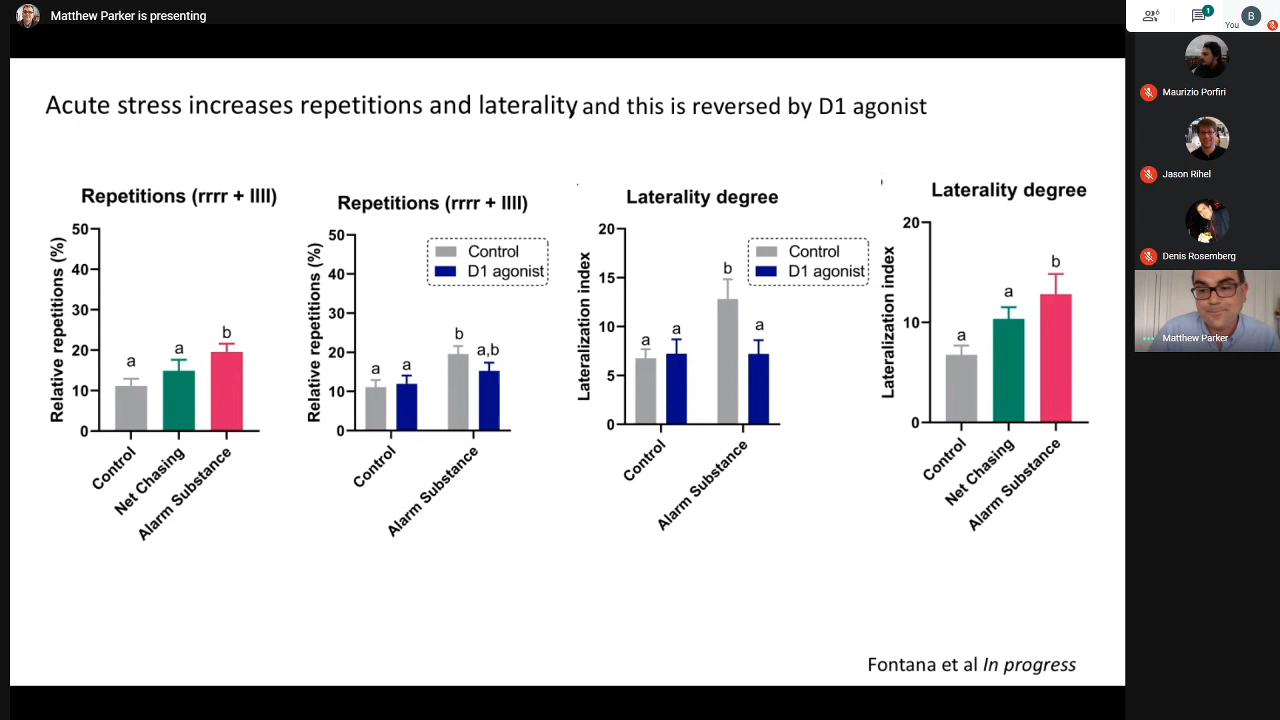 Matthew Parker is presenting
6
1
You
B
Maurizio Porfiri
Jason Rihel
Denis Rosemberg
Matthew Parker
Acute stress increases repetitions and laterality and this is reversed by D1 agonist
Repetitions (rrrr + llll)
Relative repetitions (%)
50
40
30
20
10
0
a
a
b
Control
Net Chasing
Alarm Substance
Repetitions (rrrr + llll)
Relative repetitions (%)
50
40
30
20
10
0
Control
D1 agonist
a
a
b
a,b
Control
Alarm Substance
Laterality degree
Lateralization index
20
15
10
5
0
Control
D1 agonist
a
a
b
a
Control
Alarm Substance
Laterality degree
Lateralization index
20
10
0
a
a
b
Control
Net Chasing
Alarm Substance
Fontana et al In progress